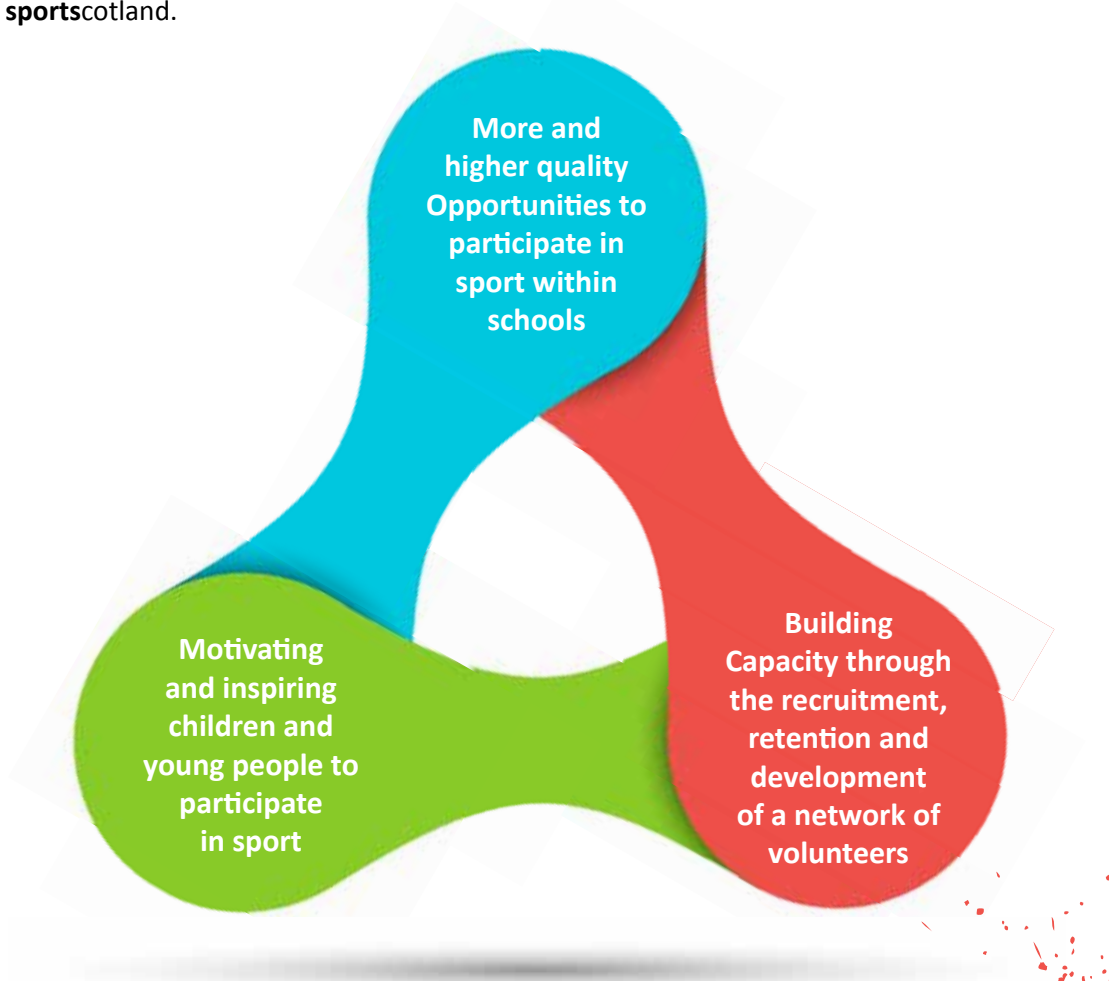 sportscotland.
More and
higher quality
Opportunities to
participate in
sport within
schools
Motivating
and inspiring
children and
young people to
participate
in sport
Building
Capacity through
the recruitment,
retention and
development
of a network of
volunteers